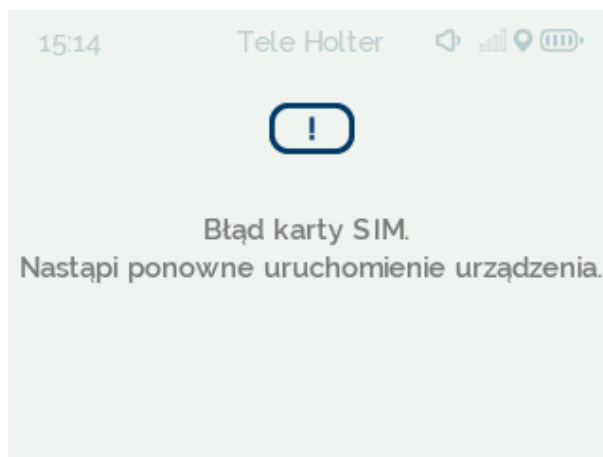 15:14 Tele Holter
!
Błąd karty SIM.
Nastąpi ponowne uruchomienie urządzenia.